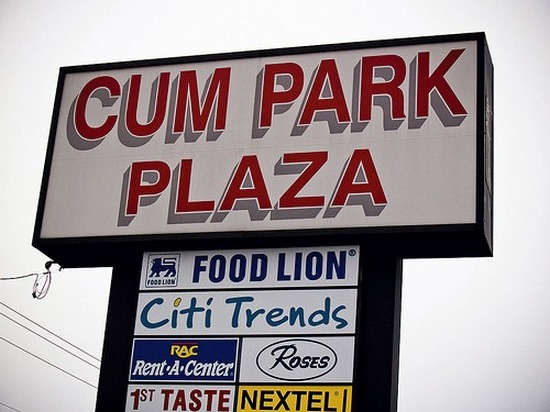 CUM PARK
PLAZA
FOOD LION
FOOD LION®
Citi Trends
RAC
Rent-A-Center
Roses
1ST TASTE
NEXTEL